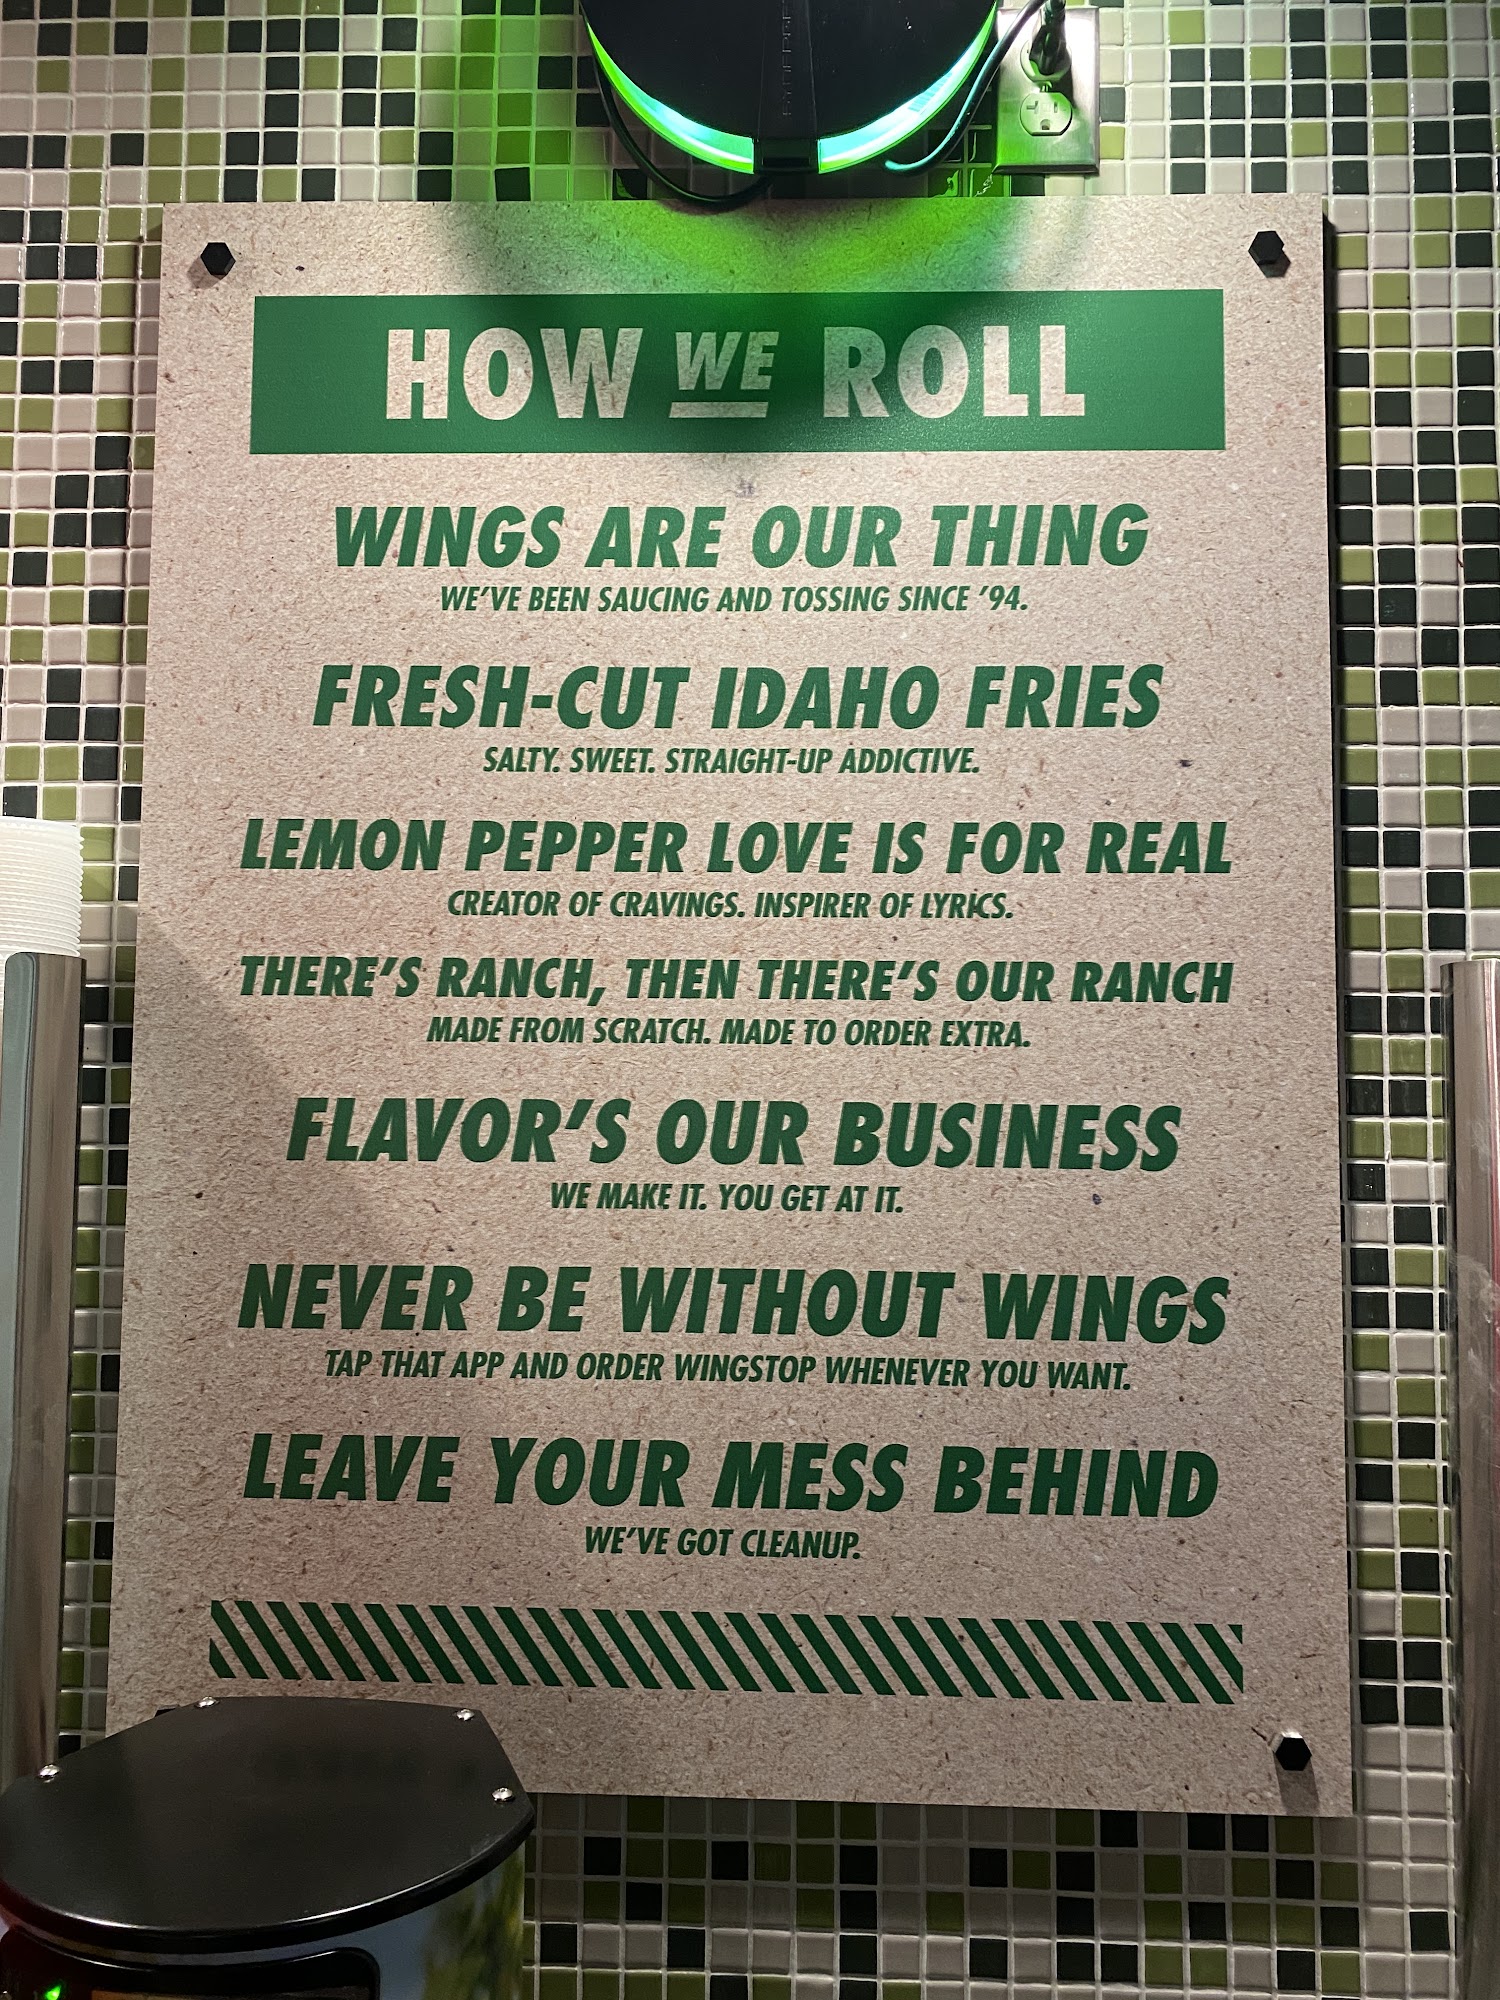 HOW WE ROLL
WINGS ARE OUR THING
WE'VE BEEN SAUCING AND TOSSING SINCE '94.
FRESH-CUT IDAHO FRIES
SALTY. SWEET. STRAIGHT-UP ADDICTIVE.
LEMON PEPPER LOVE IS FOR REAL
CREATOR OF CRAVINGS. INSPIRER OF LYRICS.
THERE'S RANCH, THEN THERE'S OUR RANCH
MADE FROM SCRATCH. MADE TO ORDER EXTRA.
FLAVOR'S OUR BUSINESS
WE MAKE IT. YOU GET AT IT.
NEVER BE WITHOUT WINGS
TAP THAT APP AND ORDER WINGSTOP WHENEVER YOU WANT.
LEAVE YOUR MESS BEHIND
WE'VE GOT CLEANUP.